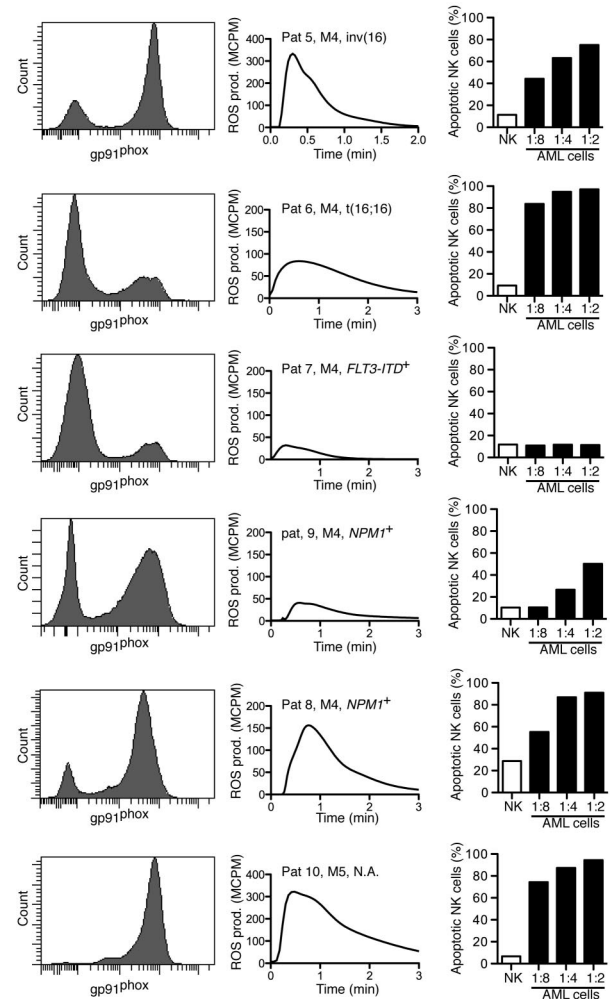 Count
gp91phox
ROS prod. (MCPM)
400
300
200
100
0
0.0 0.5 1.0 1.5 2.0
Time (min)
Pat 5, M4, inv(16)
Apoptotic NK cells (%)
100
80
60
40
20
0
NK 1:8 1:4 1:2
AML cells
Count
gp91phox
ROS prod. (MCPM)
200
150
100
50
0
0 1 2 3
Time (min)
Pat 6, M4, t(16;16)
Apoptotic NK cells (%)
100
80
60
40
20
0
NK 1:8 1:4 1:2
AML cells
Count
gp91phox
ROS prod. (MCPM)
200
150
100
50
0
0 1 2 3
Time (min)
Pat 7, M4, FLT3-ITD+
Apoptotic NK cells (%)
100
80
60
40
20
0
NK 1:8 1:4 1:2
AML cells
Count
gp91phox
ROS prod. (MCPM)
200
150
100
50
0
0 1 2 3
Time (min)
pat, 9, M4, NPM1+
Apoptotic NK cells (%)
100
80
60
40
20
0
NK 1:8 1:4 1:2
AML cells
Count
gp91phox
ROS prod. (MCPM)
200
150
100
50
0
0 1 2 3
Time (min)
Pat 8, M4, NPM1+
Apoptotic NK cells (%)
100
80
60
40
20
0
NK 1:8 1:4 1:2
AML cells
Count
gp91phox
ROS prod. (MCPM)
400
300
200
100
0
0 1 2 3
Time (min)
Pat 10, M5, N.A.
Apoptotic NK cells (%)
100
80
60
40
20
0
NK 1:8 1:4 1:2
AML cells